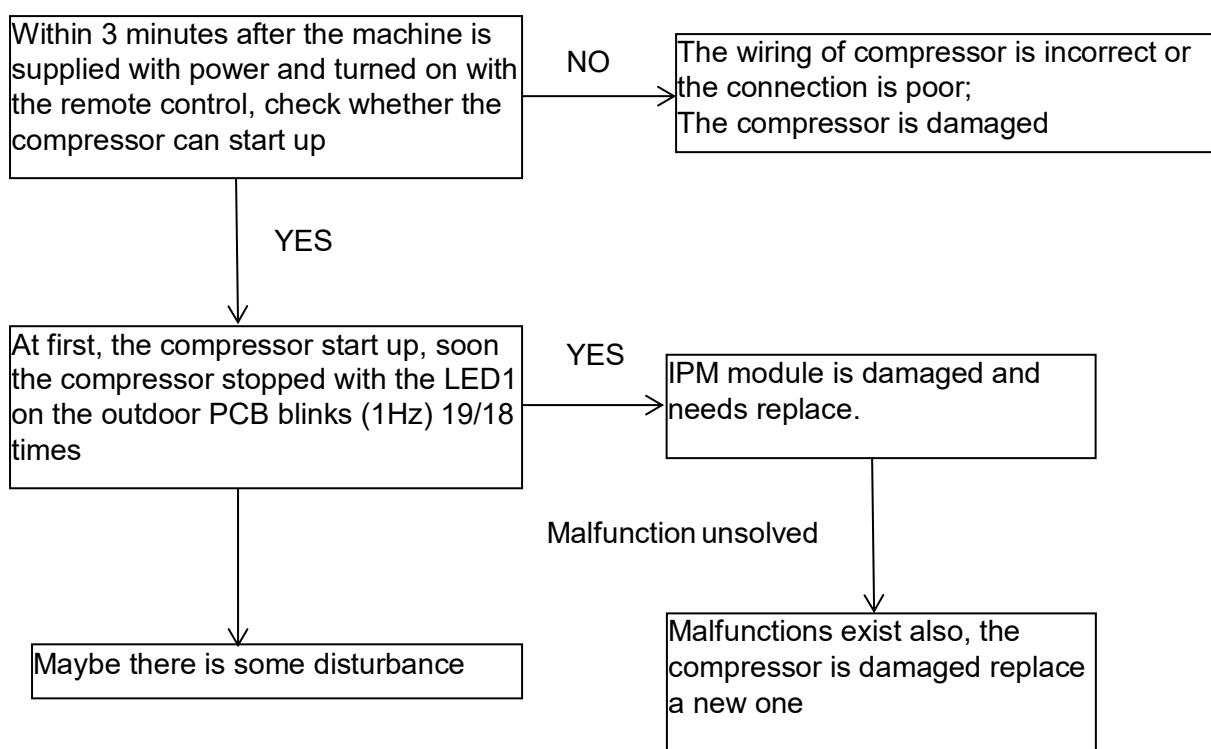 Within 3 minutes after the machine is
supplied with power and turned on with
the remote control, check whether the
compressor can start up
NO
The wiring of compressor is incorrect or
the connection is poor;
The compressor is damaged
YES
At first, the compressor start up, soon
the compressor stopped with the LED1
on the outdoor PCB blinks (1Hz) 19/18
times
YES
IPM module is damaged and
needs replace.
Malfunction unsolved
Maybe there is some disturbance
Malfunctions exist also, the
compressor is damaged replace
a new one